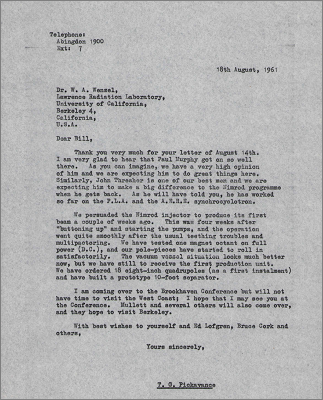 Telephone:
Abingdon 1900
Ext: 7
18th August, 1961
Dr. W. A. Wenzel,
Lawrence Radiation Laboratory,
University of California,
Berkeley 4,
California,
U.S.A.
Dear Bill,
Thank you very much for your letter of August 14th.
I am very glad to hear that Paul Murphy got on so well
there. As you can imagine, we have a very high opinion
of him and we are expecting him to do great things here.
Similarly, John Thresher is one of our best men and we are
expecting him to make a big difference to the Nimrod programme
when he gets back. As he will have told you, he has worked
so far on the P.L.A. and the A.E.R.E. synchrocyclotron.
We persuaded the Nimrod injector to produce its first
beam a couple of weeks ago. This was four weeks after
"buttoning up" and starting the pumps, and the operation
went quite smoothly after the usual teething troubles and
multipactoring. We have tested one magnet octant on full
power (D.C.), and our pole-pieces have started to roll in
satisfactorily. The vacuum vessel situation looks much better
now, but we have still to receive the first production unit.
We have ordered 18 eight-inch quadrupoles (as a first instalment)
and have built a prototype 10-foot separator.
I am coming over to the Brookhaven Conference but will not
have time to visit the West Coast; I hope that I may see you at
the Conference. Mullett and several others will also come over,
and they hope to visit Berkeley.
With best wishes to yourself and Ed Lofgren, Bruce Cork and
others,
Yours sincerely,
T. G. Pickavance